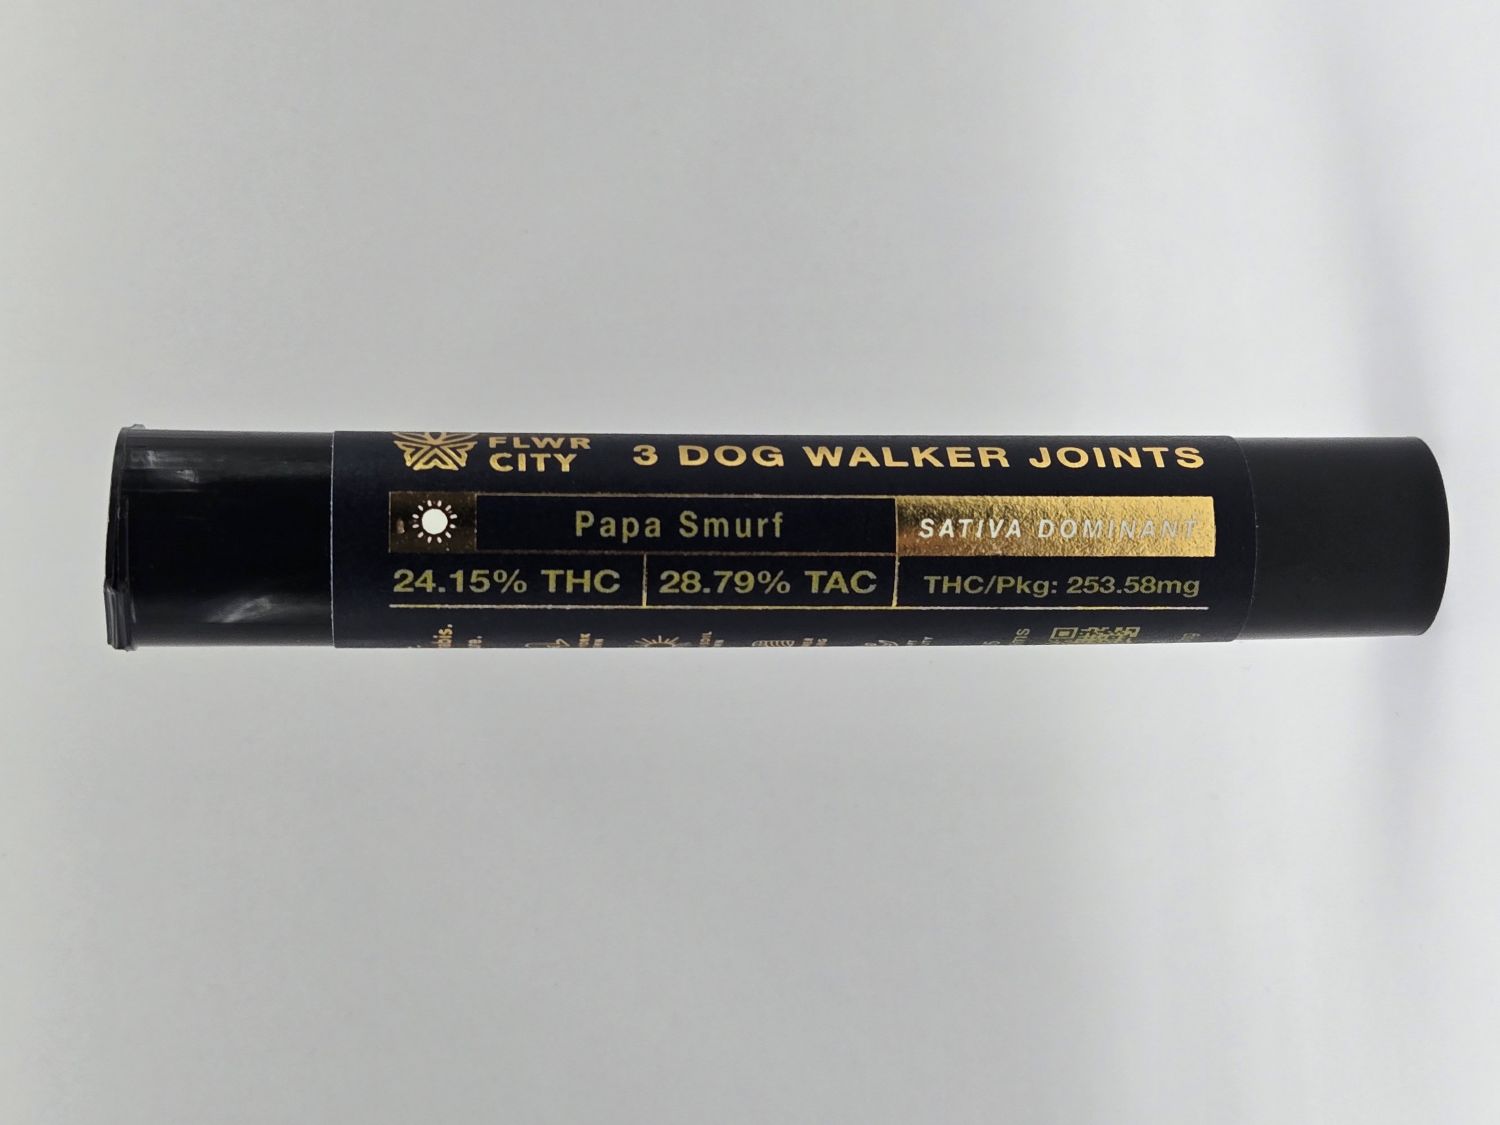 FLWR
CITY
3 DOG WALKER JOINTS
Papa Smurf
SATIVA DOMINANT
24.15% THC
28.79% TAC
THC/Pkg: 253.58mg